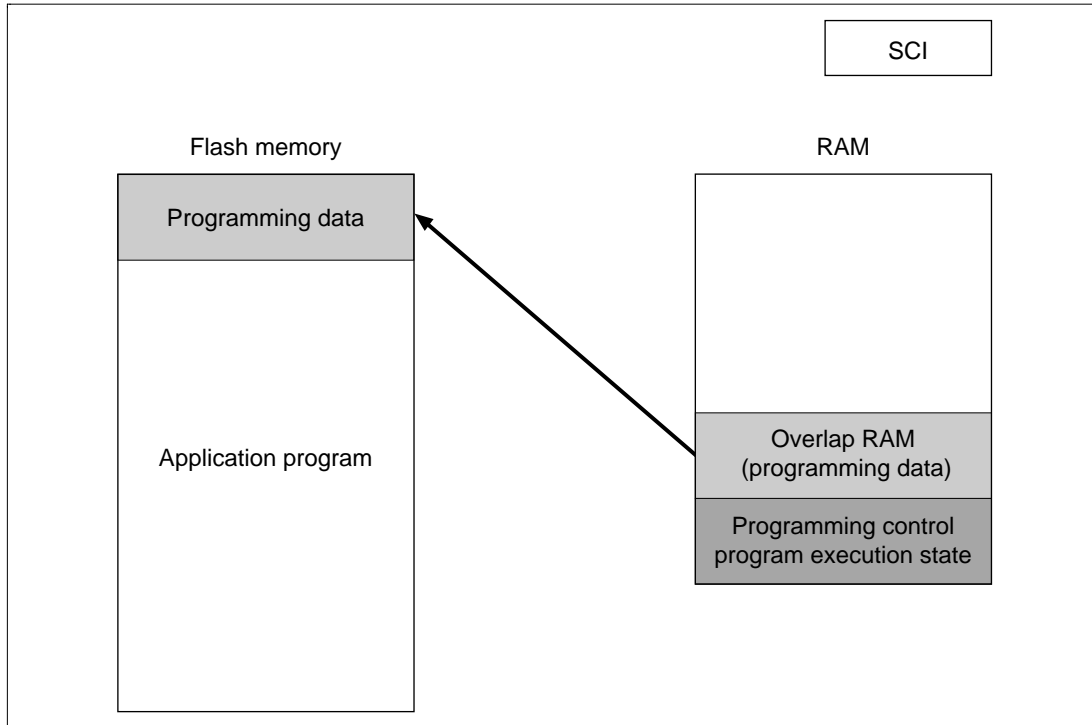 SCI
Flash memory
RAM
Programming data
Application program
Overlap RAM
(programming data)
Programming control
program execution state